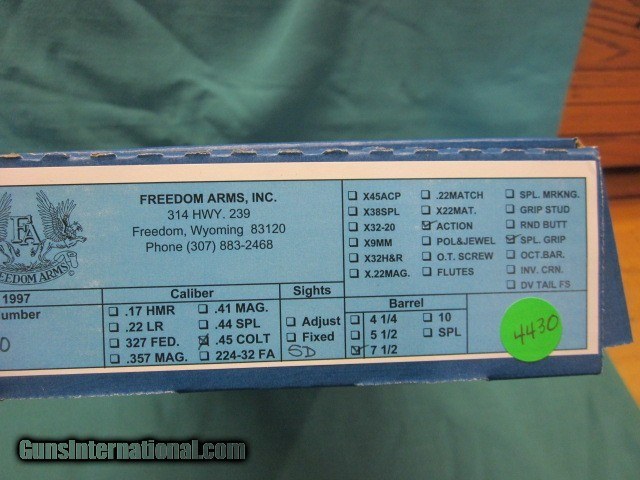 FREEDOM ARMS, INC.
314 HWY. 239
Freedom, Wyoming 83120
Phone (307) 883-2468
FA
FREEDOM ARMS
1997
umber
0
Caliber
.17 HMR
.41 MAG.
.22 LR
.44 SPL
327 FED.
.45 COLT
.357 MAG.
224-32 FA
Sights
Adjust
Fixed
SD
X45ACP
.22MATCH
SPL. MRKNG.
X38SPL
X22MAT.
GRIP STUD
X32-20
ACTION
RND BUTT
X9MM
POL&JEWEL
SPL. GRIP
X32H&R
O.T. SCREW
OCT.BAR.
X.22MAG.
FLUTES
INV. CRN.
DV TAIL FS
Barrel
4 1/4
10
5 1/2
SPL
7 1/2
4430
GunsInternational.com